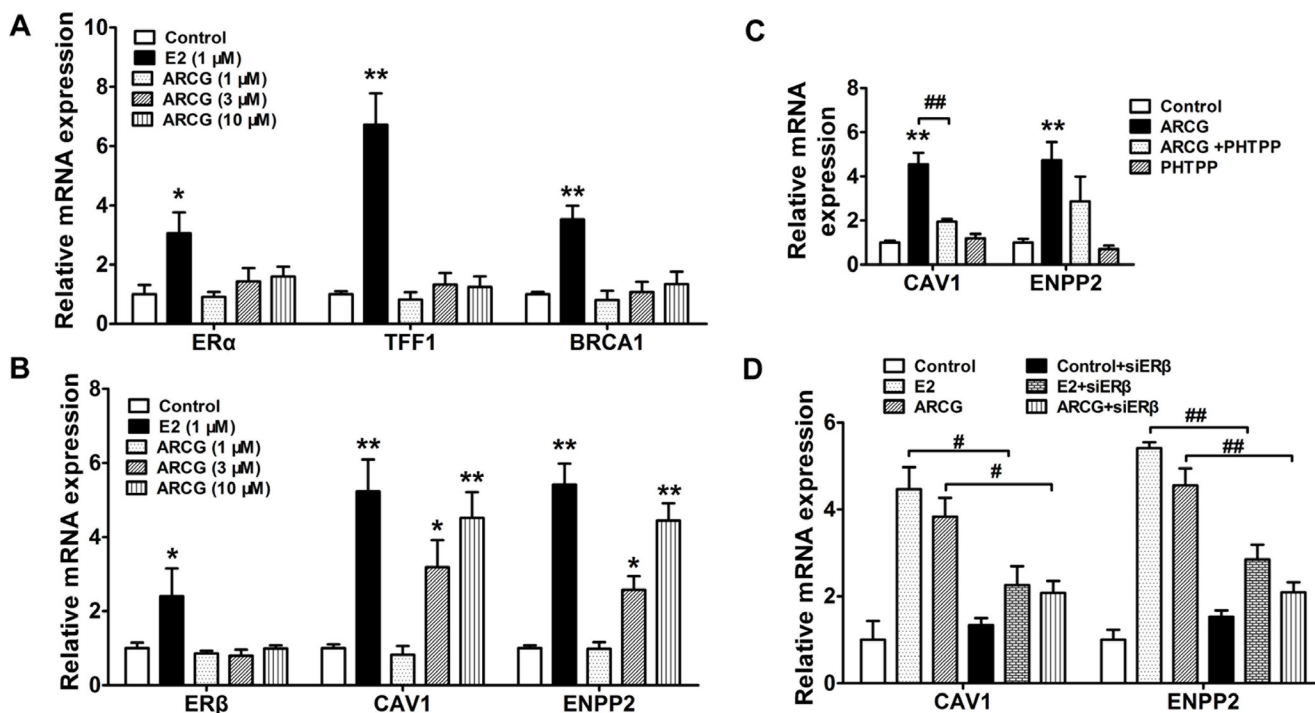 A
Relative mRNA expression
10
8
6
4
2
0
Control
E2 (1 µM)
ARCG (1 µM)
ARCG (3 µM)
ARCG (10 µM)
*
**
**
ERα
TFF1
BRCA1
B
Relative mRNA expression
8
6
4
2
0
Control
E2 (1 µM)
ARCG (1 µM)
ARCG (3 µM)
ARCG (10 µM)
*
**
*
**
**
*
**
ERβ
CAV1
ENPP2
C
Relative mRNA
expression
8
6
4
2
0
Control
ARCG
ARCG +PHTPP
PHTPP
**
##
**
CAV1
ENPP2
D
Relative mRNA expression
6
4
2
0
Control
E2
ARCG
Control+siERβ
E2+siERβ
ARCG+siERβ
#
#
##
##
CAV1
ENPP2